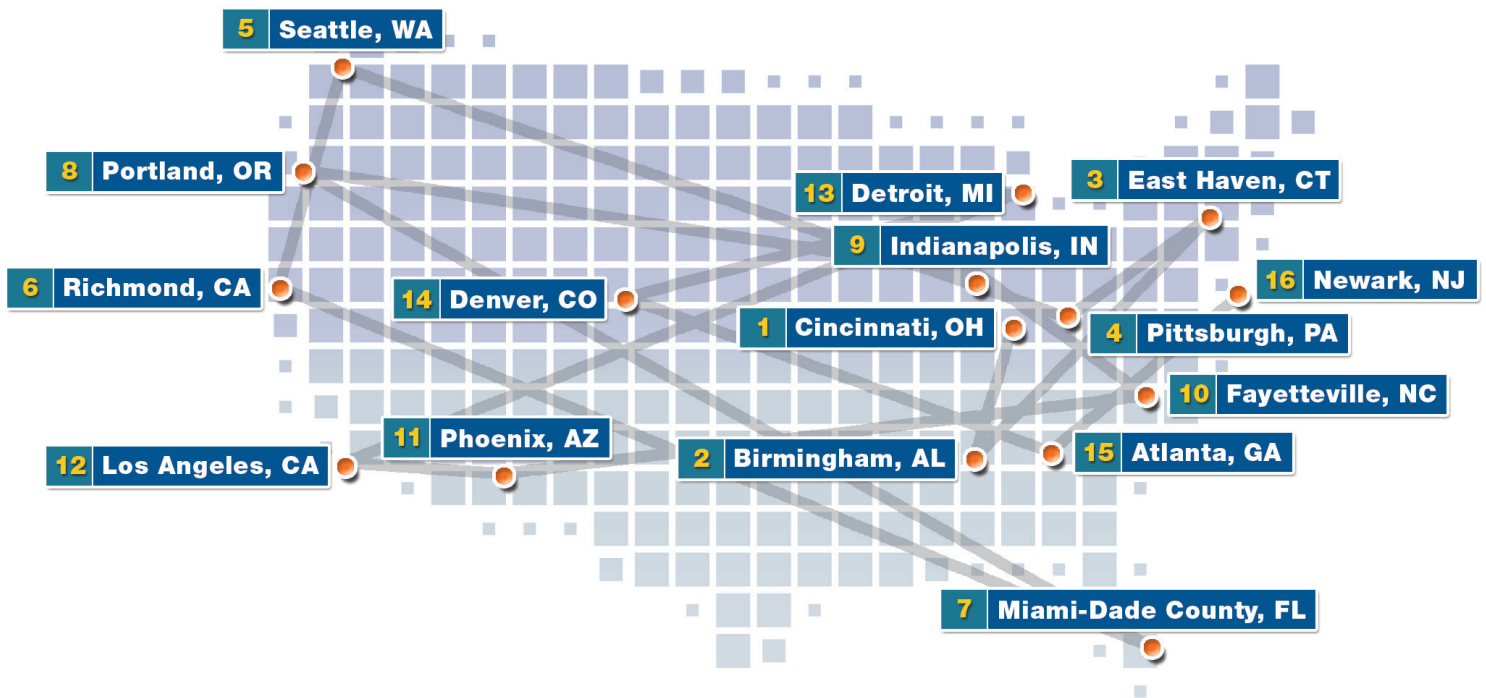 5 Seattle, WA
8 Portland, OR
13 Detroit, MI
3 East Haven, CT
9 Indianapolis, IN
6 Richmond, CA
14 Denver, CO
16 Newark, NJ
1 Cincinnati, OH
4 Pittsburgh, PA
10 Fayetteville, NC
11 Phoenix, AZ
12 Los Angeles, CA
2 Birmingham, AL
15 Atlanta, GA
7 Miami-Dade County, FL